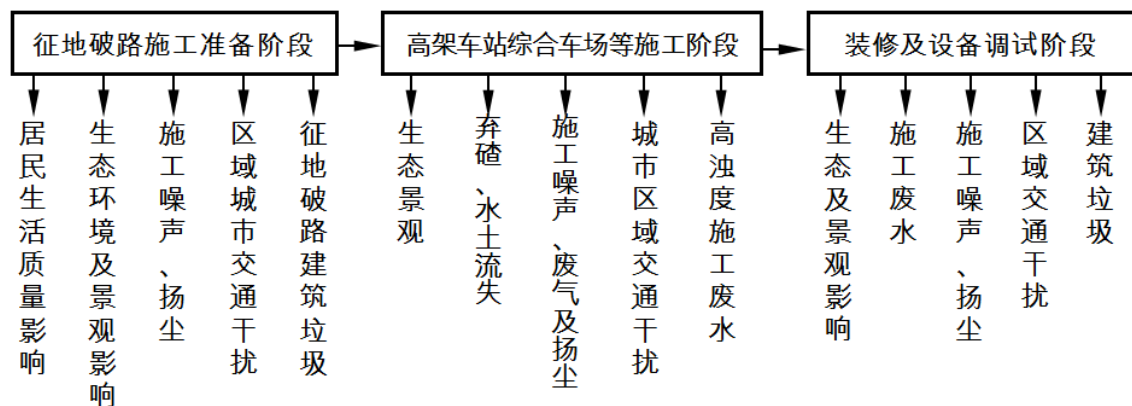 征地破路施工准备阶段
高架车站综合车场等施工阶段
装修及设备调试阶段
居民生活质量影响
生态环境及景观影响
施工噪声、扬尘
区域城市交通干扰
征地破路建筑垃圾
生态景观
弃碴、水土流失
施工噪声、废气及扬尘
城市区域交通干扰
高浊度施工废水
生态及景观影响
施工废水
施工噪声、扬尘
区域交通干扰
建筑垃圾